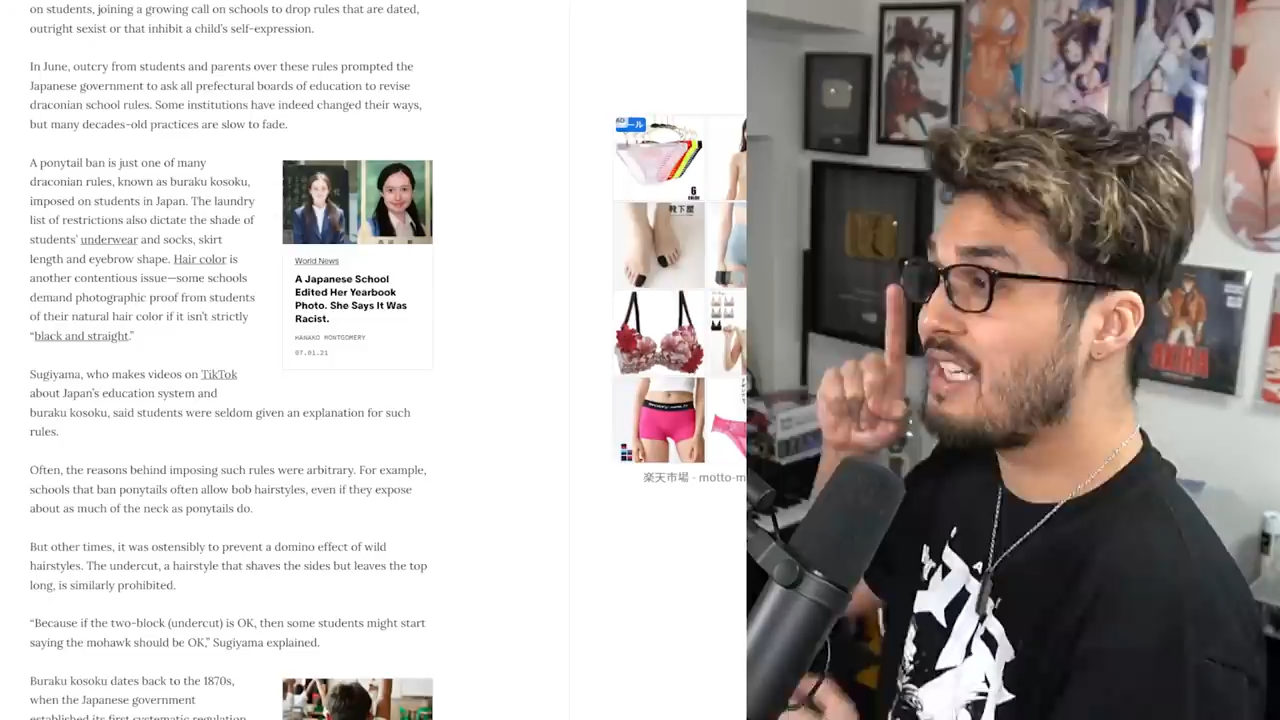 on students, joining a growing call on schools to drop rules that are dated,
outright sexist or that inhibit a child's self-expression.
In June, outcry from students and parents over these rules prompted the
Japanese government to ask all prefectural boards of education to revise
draconian school rules. Some institutions have indeed changed their ways,
but many decades-old practices are slow to fade.
A ponytail ban is just one of many
draconian rules, known as buraku kosoku,
imposed on students in Japan. The laundry
list of restrictions also dictate the shade of
students' underwear and socks, skirt
length and eyebrow shape. Hair color is
another contentious issue—some schools
demand photographic proof from students
of their natural hair color if it isn't strictly
“black and straight.”
World News
A Japanese School
Edited Her Yearbook
Photo. She Says It Was
Racist.
HANAKO MONTGOMERY
07.01.21
Sugiyama, who makes videos on TikTok
about Japan's education system and
buraku kosoku, said students were seldom given an explanation for such
rules.
Often, the reasons behind imposing such rules were arbitrary. For example,
schools that ban ponytails often allow bob hairstyles, even if they expose
about as much of the neck as ponytails do.
But other times, it was ostensibly to prevent a domino effect of wild
hairstyles. The undercut, a hairstyle that shaves the sides but leaves the top
long, is similarly prohibited.
“Because if the two-block (undercut) is OK, then some students might start
saying the mohawk should be OK,” Sugiyama explained.
Buraku kosoku dates back to the 1870s,
when the Japanese government
established its first systematic regulation
ール
6
COLOR
靴下屋
楽天市場 - motto-m
AKIRA